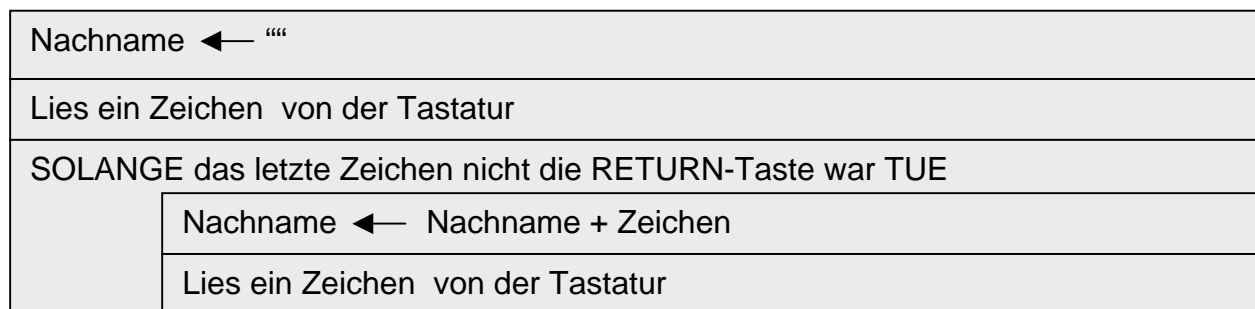 Nachname ← ““
Lies ein Zeichen von der Tastatur
SOLANGE das letzte Zeichen nicht die RETURN-Taste war TUE
Nachname ← Nachname + Zeichen
Lies ein Zeichen von der Tastatur